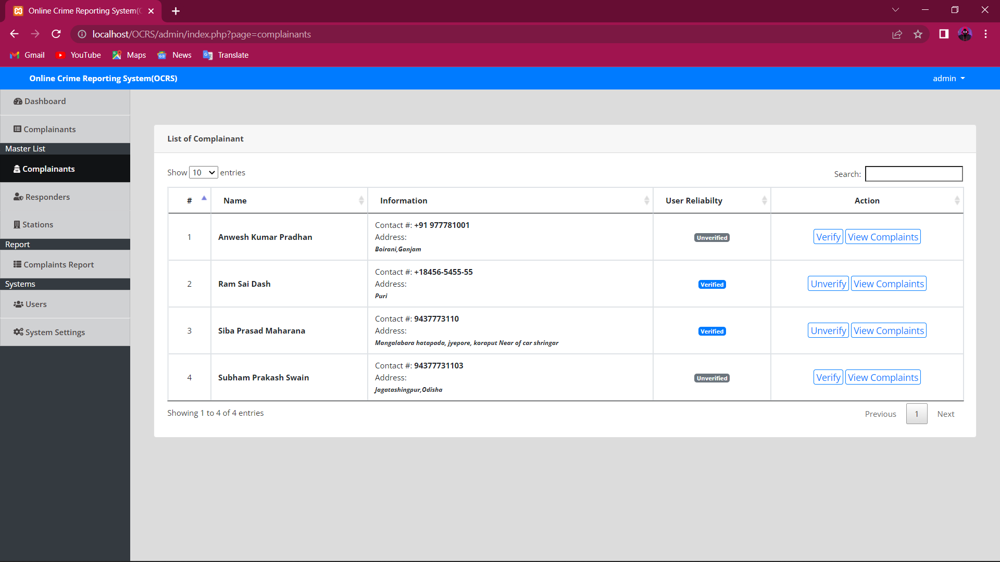 Online Crime Reporting System(
localhost/OCRS/admin/index.php?page=complainants
Gmail YouTube Maps News Translate
Online Crime Reporting System(OCRS) admin
Dashboard
Complainants
Master List
Complainants
Responders
Stations
Report
Complaints Report
Systems
Users
System Settings
List of Complainant
Show 10 entries Search:
# Name Information User Reliabilty Action
1 Anwesh Kumar Pradhan Contact #: +91 977781001 Unverified Verify View Complaints
Address:
Boirani,Ganjam
2 Ram Sai Dash Contact #: +18456-5455-55 Verified Unverify View Complaints
Address:
Puri
3 Siba Prasad Maharana Contact #: 9437773110 Verified Unverify View Complaints
Address:
Mangalabara hatapada, jyepore, koraput Near of car shringar
4 Subham Prakash Swain Contact #: 94377731103 Unverified Verify View Complaints
Address:
Jagatashingpur,Odisha
Showing 1 to 4 of 4 entries Previous 1 Next